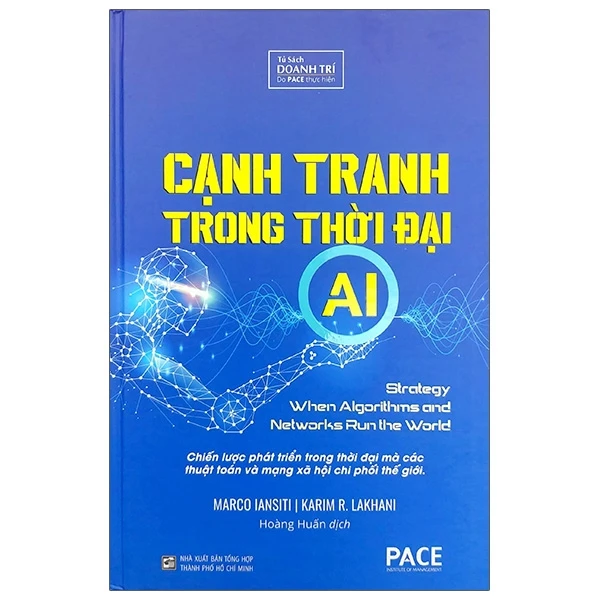 Tủ Sách
DOANH TRÍ
Do PACE thực hiện
CẠNH TRANH
TRONG THỜI ĐẠI
AI
Strategy
When Algorithms and
Networks Run the World
Chiến lược phát triển trong thời đại mà các
thuật toán và mạng xã hội chi phối thế giới.
MARCO IANSITI | KARIM R. LAKHANI
Hoàng Huấn dịch
NHÀ XUẤT BẢN TỔNG HỢP
THÀNH PHỐ HỒ CHÍ MINH
PACE
INSTITUTE OF MANAGEMENT